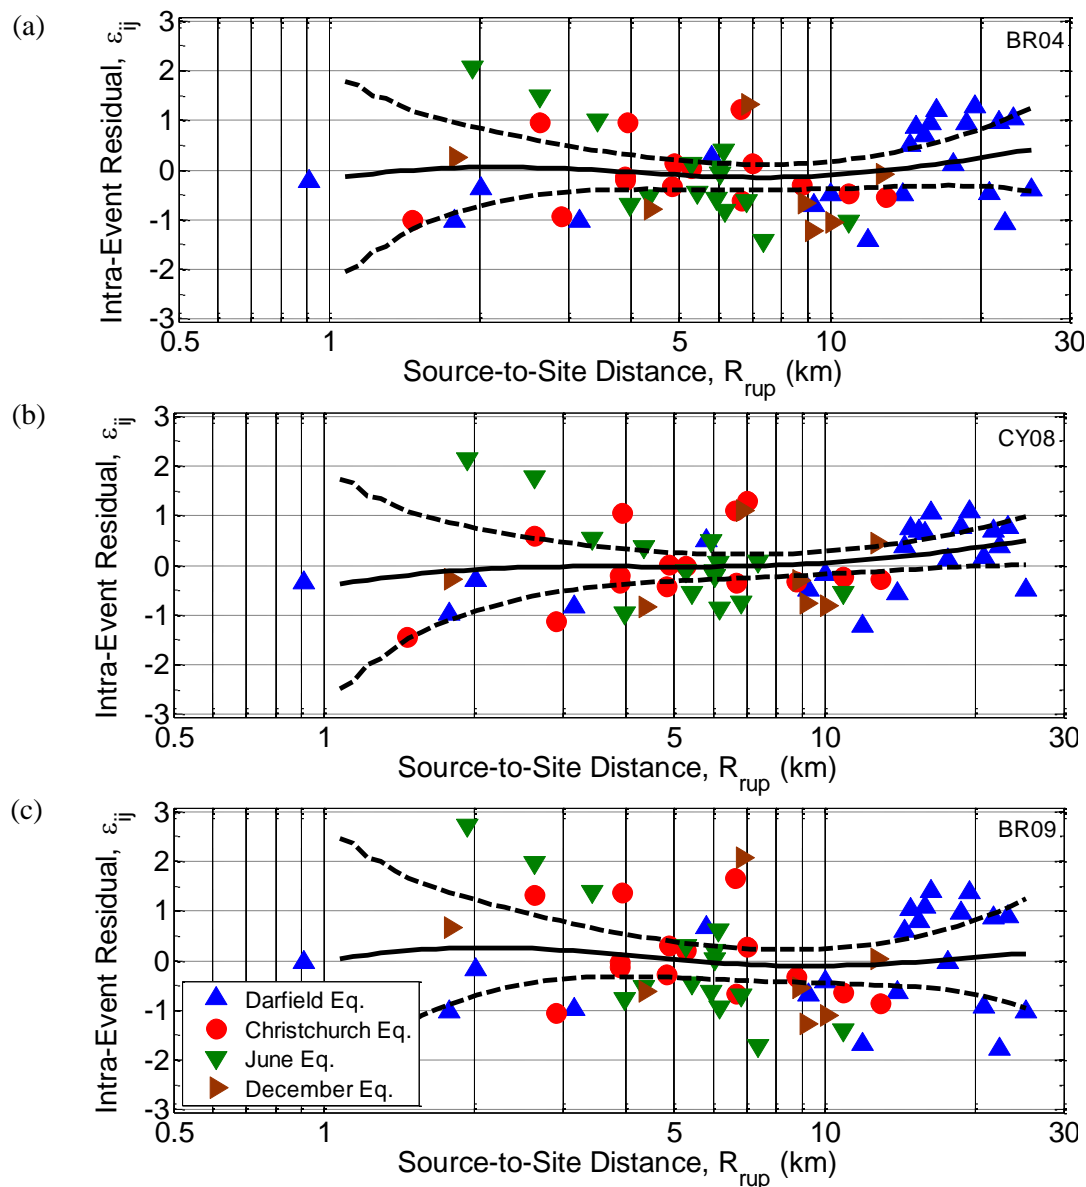 (a)
Intra-Event Residual, εij
3
2
1
0
-1
-2
-3
BR04
0.5 1 5 10 30
Source-to-Site Distance, Rrup (km)
(b)
Intra-Event Residual, εij
3
2
1
0
-1
-2
-3
CY08
0.5 1 5 10 30
Source-to-Site Distance, Rrup (km)
(c)
Intra-Event Residual, εij
3
2
1
0
-1
-2
-3
BR09
Darfield Eq.
Christchurch Eq.
June Eq.
December Eq.
0.5 1 5 10 30
Source-to-Site Distance, Rrup (km)